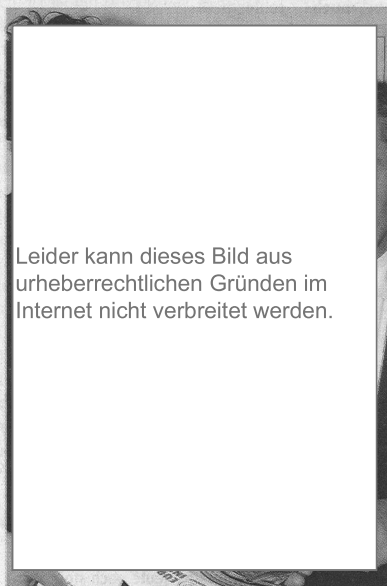 Leider kann dieses Bild aus
urheberrechtlichen Gründen im
Internet nicht verbreitet werden.